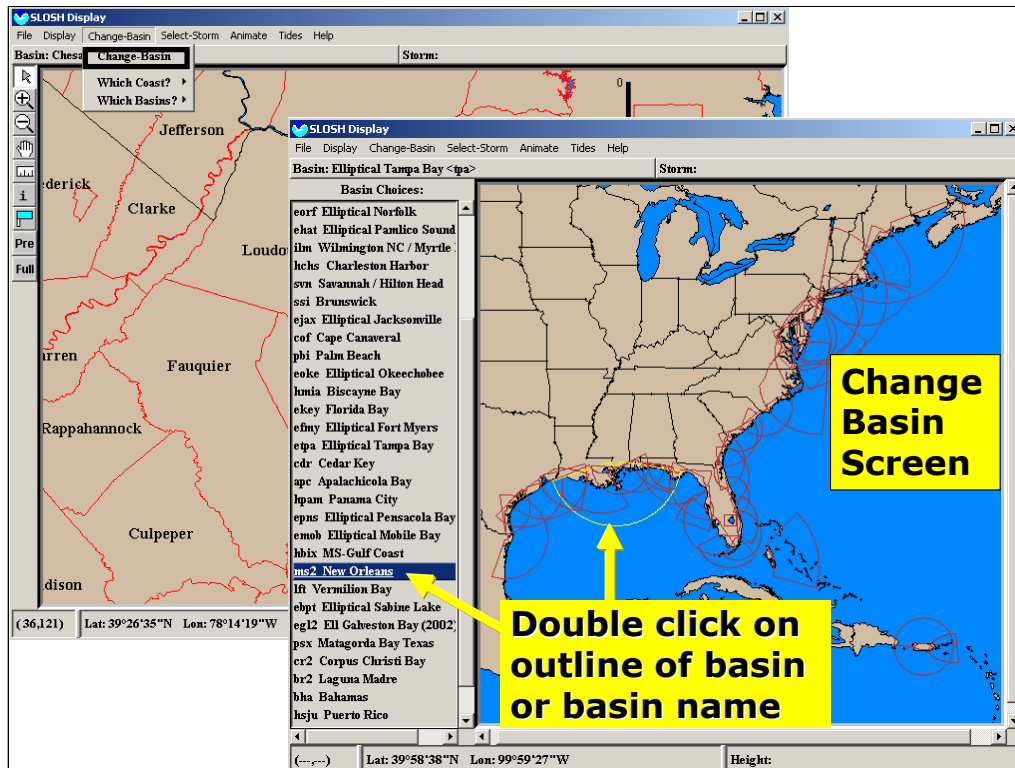 SLOSH Display
File Display Change-Basin Select-Storm Animate Tides Help
Basin: Chesa
Storm:
Change-Basin
Which Coast?
Which Basins?
0
Jefferson
ederick
Clarke
i
Loudo
Pre
Full
arren
Fauquier
Rappahannock
Culpeper
dison
(36,121) Lat: 39°26'35"N Lon: 78°14'19"W
SLOSH Display
File Display Change-Basin Select-Storm Animate Tides Help
Basin: Elliptical Tampa Bay <tpa>
Storm:
Basin Choices:
eorf Elliptical Norfolk
ehat Elliptical Pamlico Sound
ilm Wilmington NC / Myrtle
hchs Charleston Harbor
svn Savannah / Hilton Head
ssi Brunswick
ejax Elliptical Jacksonville
cof Cape Canaveral
pbi Palm Beach
eoke Elliptical Okeechobee
hmia Biscayne Bay
ekey Florida Bay
efmy Elliptical Fort Myers
etpa Elliptical Tampa Bay
cdr Cedar Key
apc Apalachicola Bay
hpam Panama City
epns Elliptical Pensacola Bay
emob Elliptical Mobile Bay
hbix MS-Gulf Coast
ms2 New Orleans
lft Vermilion Bay
ebpt Elliptical Sabine Lake
egl2 Ell Galveston Bay (2002)
psx Matagorda Bay Texas
cr2 Corpus Christi Bay
br2 Laguna Madre
bha Bahamas
hsju Puerto Rico
Change
Basin
Screen
Double click on
outline of basin
or basin name
(---,--) Lat: 39°58'38"N Lon: 99°59'27"W
Height: